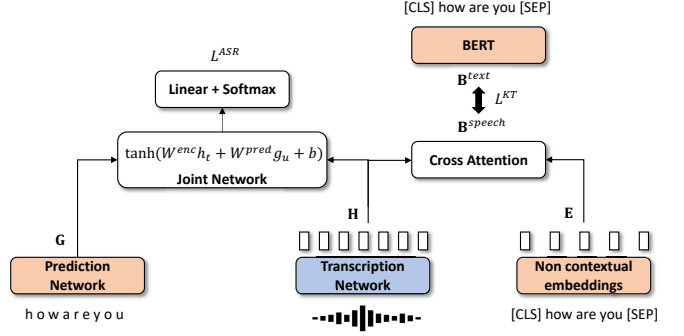 [CLS] how are you [SEP]
BERT
L^{ASR}
B^{text}
Linear + Softmax
L^{KT}
B^{speech}
tanh(W^{enc}h_t + W^{pred}g_u + b)
Joint Network
Cross Attention
H
E
G
Prediction
Network
Transcription
Network
Non contextual
embeddings
h o w a r e y o u
[CLS] how are you [SEP]